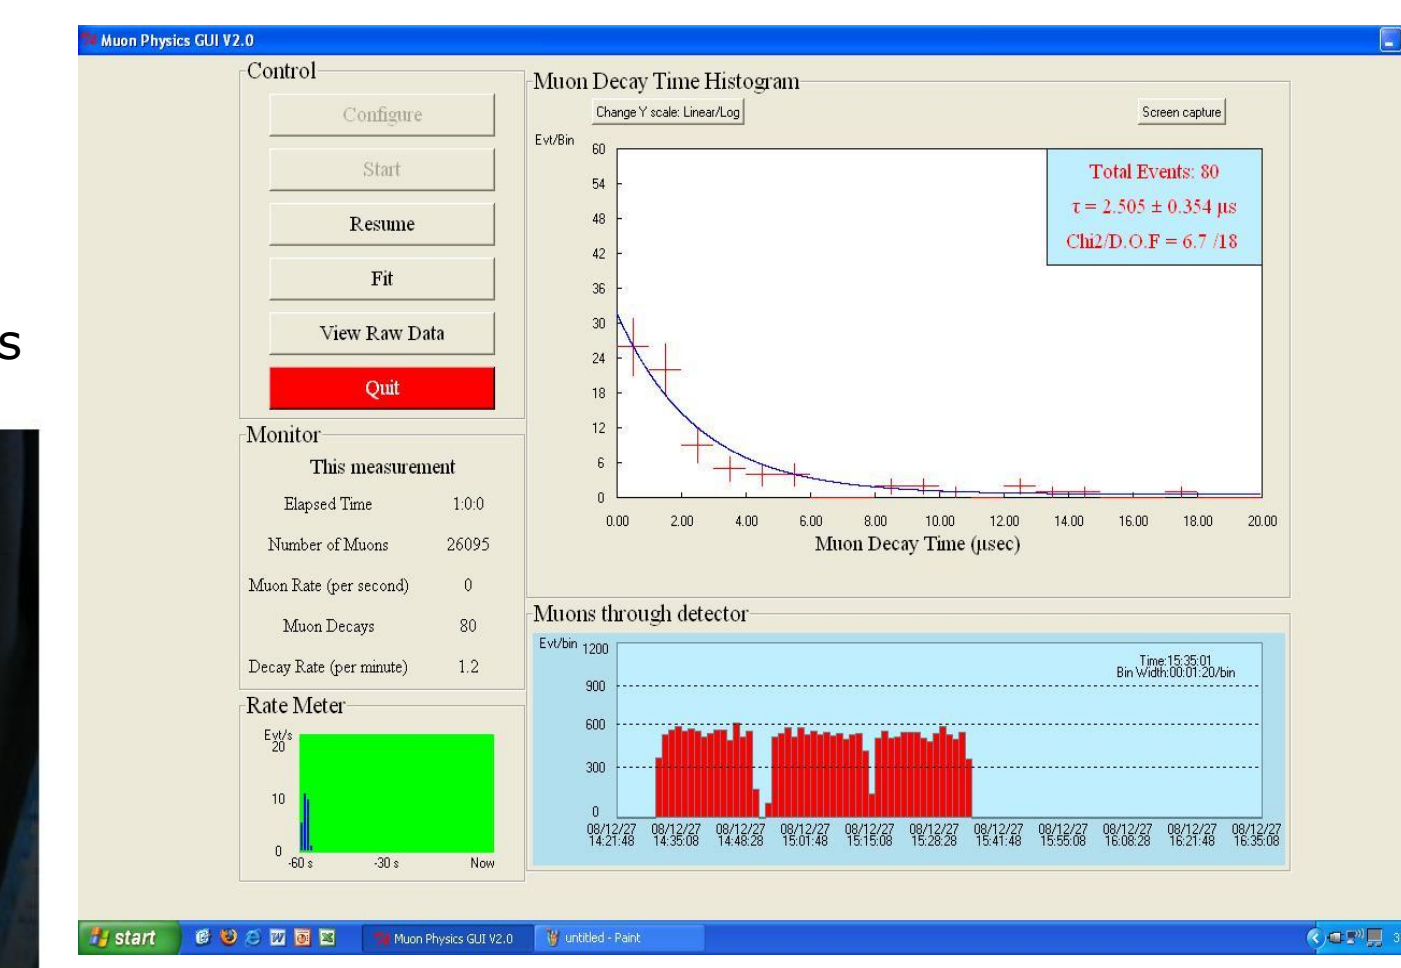 s
Muon Physics GUI V2.0
Control
Configure
Start
Resume
Fit
View Raw Data
Quit
Monitor
This measurement
Elapsed Time 1:0:0
Number of Muons 26095
Muon Rate (per second) 0
Muon Decays 80
Decay Rate (per minute) 1.2
Rate Meter
Evt/s
20
10
0
-60 s -30 s Now
Muon Decay Time Histogram
Change Y scale: Linear/Log Screen capture
Evt/Bin
60
54
48
42
36
30
24
18
12
6
0
Total Events: 80
τ = 2.505 ± 0.354 μs
Chi2/D.O.F = 6.7 /18
0.00 2.00 4.00 6.00 8.00 10.00 12.00 14.00 16.00 18.00 20.00
Muon Decay Time (μsec)
Muons through detector
Evt/bin
1200
900
600
300
0
Time:15:35:01
Bin Width:00:01:20/bin
08/12/27 08/12/27 08/12/27 08/12/27 08/12/27 08/12/27 08/12/27 08/12/27 08/12/27 08/12/27 08/12/27
14:21:48 14:35:08 14:48:28 15:01:48 15:15:08 15:28:28 15:41:48 15:55:08 16:08:28 16:21:48 16:35:08
start Muon Physics GUI V2.0 untitled - Paint 3